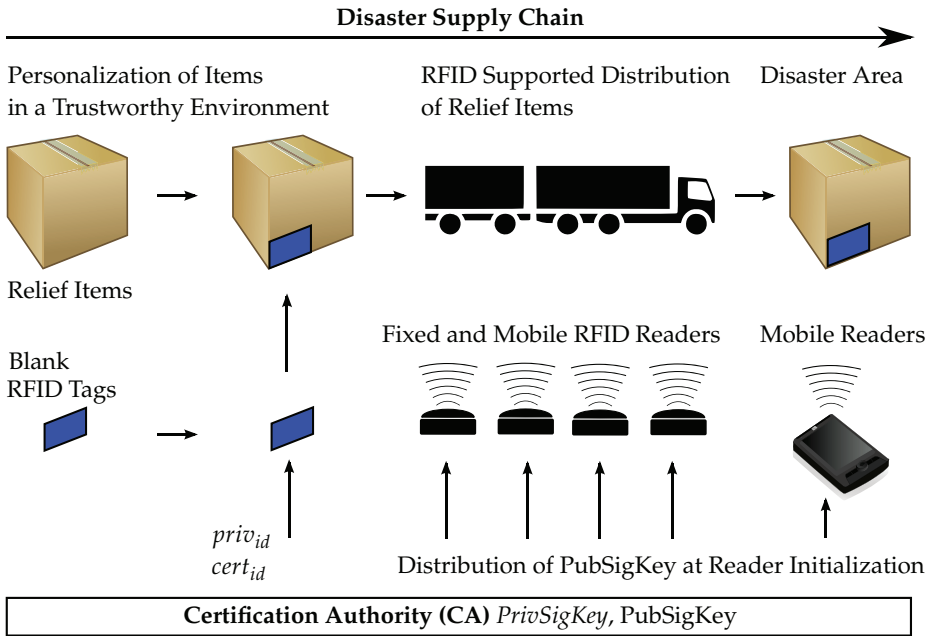 Disaster Supply Chain
Personalization of Items
in a Trustworthy Environment
RFID Supported Distribution
of Relief Items
Disaster Area
Relief Items
Fixed and Mobile RFID Readers
Mobile Readers
Blank
RFID Tags
priv_id
cert_id
Distribution of PubSigKey at Reader Initialization
Certification Authority (CA) PrivSigKey, PubSigKey